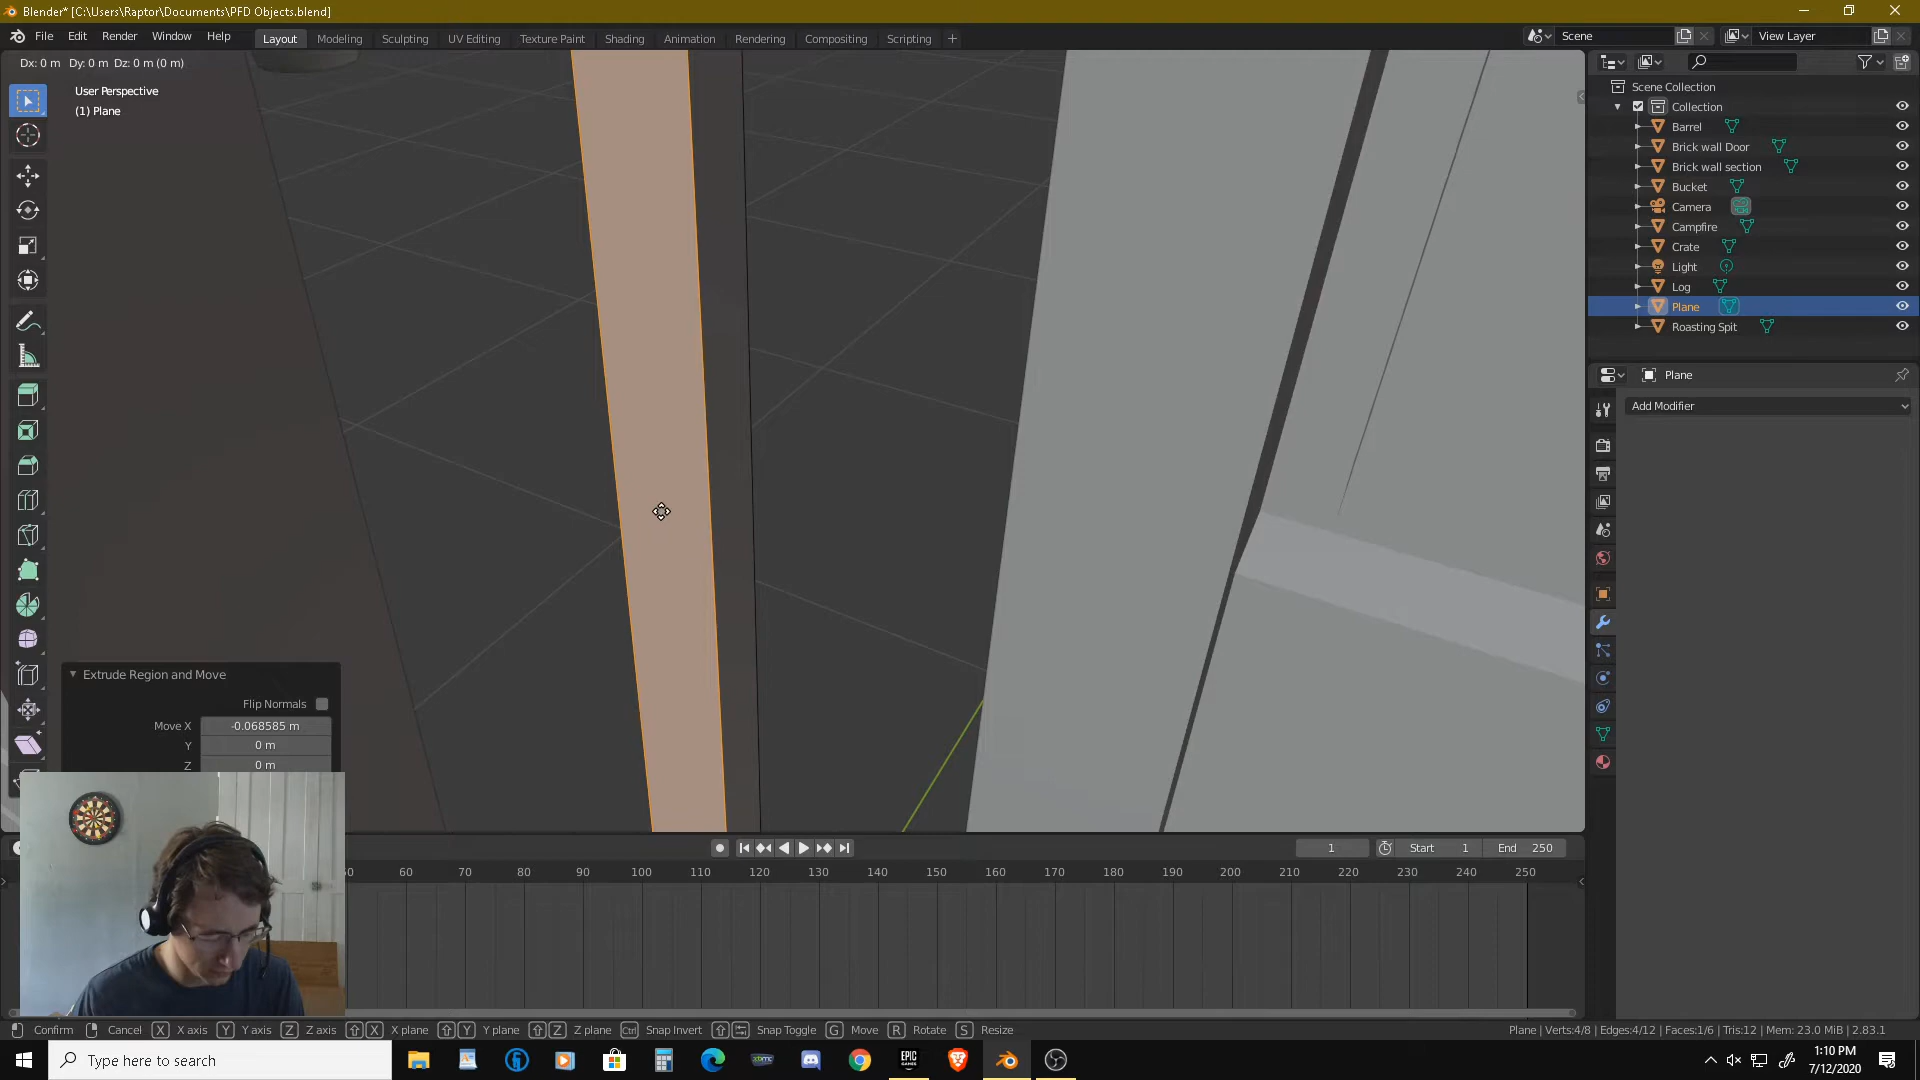 Blender* [C:\Users\Raptor\Documents\PFD Objects.blend]
File Edit Render Window Help Layout Modeling Sculpting UV Editing Texture Paint Shading Animation Rendering Compositing Scripting + Scene View Layer
Dx: 0 m Dy: 0 m Dz: 0 m (0 m)
User Perspective
(1) Plane
Scene Collection
Collection
Barrel
Brick wall Door
Brick wall section
Bucket
Camera
Campfire
Crate
Light
Log
Plane
Roasting Spit
Plane
Add Modifier
Extrude Region and Move
Flip Normals
Move X -0.068585 m
Y 0 m
Z 0 m
1 Start 1 End 250
50 60 70 80 90 100 110 120 130 140 150 160 170 180 190 200 210 220 230 240 250
Confirm Cancel X X axis Y Y axis Z Z axis X X plane Y Y plane Z Z plane Ctrl Snap Invert Snap Toggle G Move R Rotate S Resize
Plane | Verts:4/8 | Edges:4/12 | Faces:1/6 | Tris:12 | Mem: 23.0 MiB | 2.83.1
Type here to search
EPIC GAMES
1:10 PM
7/12/2020